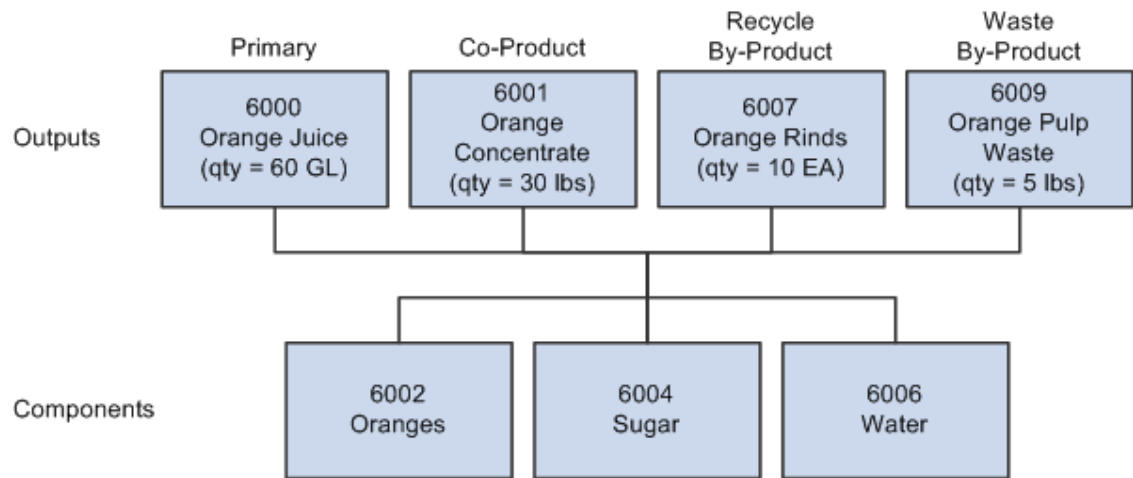 Primary
Co-Product
Recycle
By-Product
Waste
By-Product
Outputs
6000
Orange Juice
(qty = 60 GL)
6001
Orange
Concentrate
(qty = 30 lbs)
6007
Orange Rinds
(qty = 10 EA)
6009
Orange Pulp
Waste
(qty = 5 lbs)
Components
6002
Oranges
6004
Sugar
6006
Water